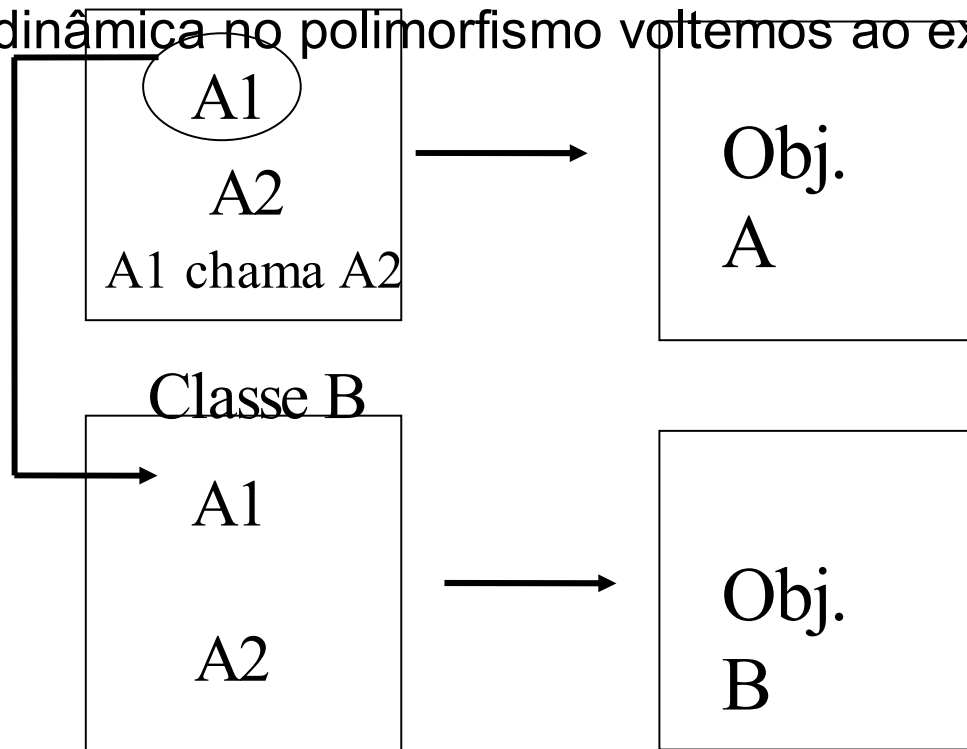 dinâmica no polimorfismo voltemos ao ex
A1
A2
A1 chama A2
Obj.
A
Classe B
A1
A2
Obj.
B